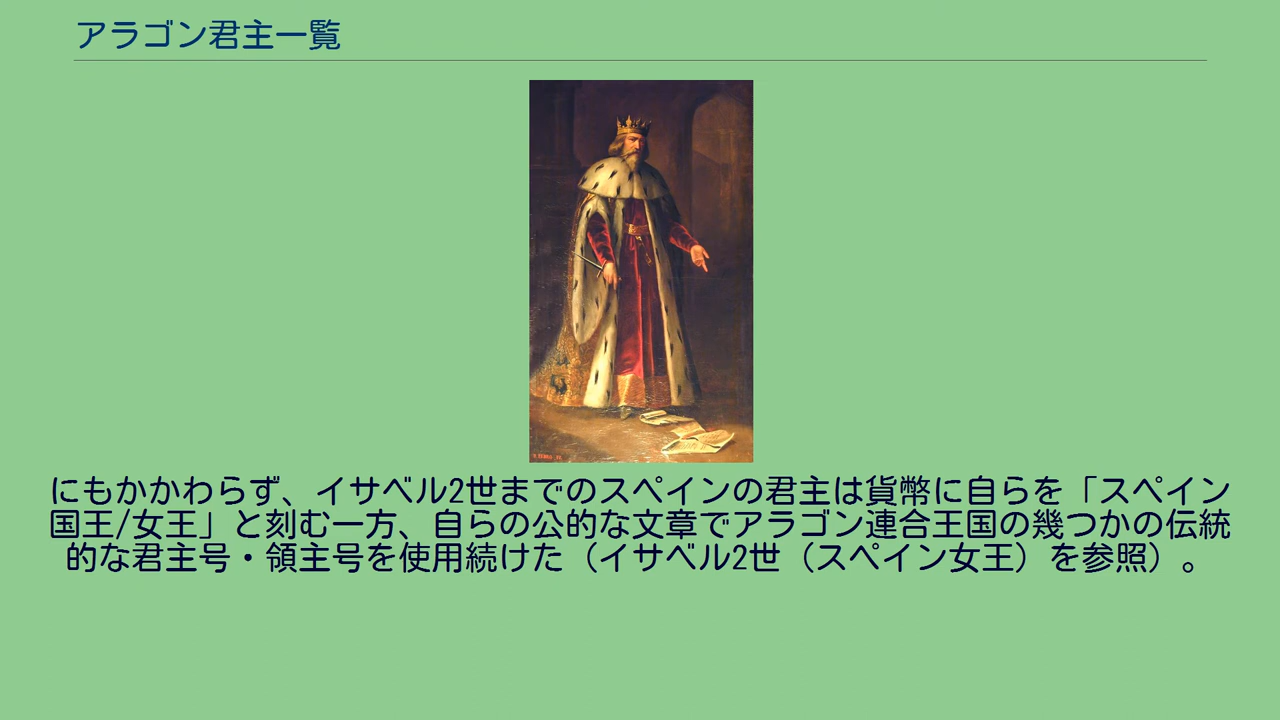 アラゴン君主一覧
にもかかわらず、イサベル2世までのスペインの君主は貨幣に自らを「スペイン
国王/女王」と刻む一方、自らの公的な文章でアラゴン連合王国の幾つかの伝統
的な君主号・領主号を使用続けた（イサベル2世（スペイン女王）を参照）。